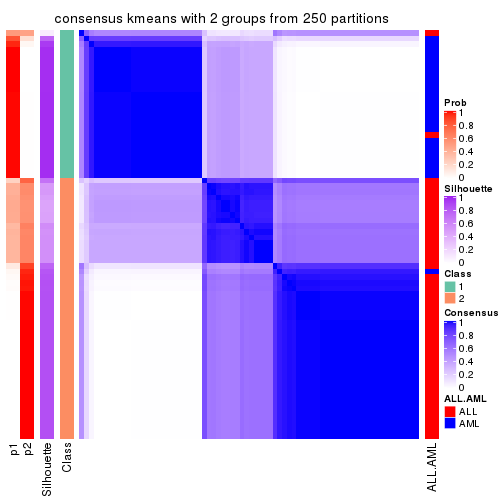 consensus kmeans with 2 groups from 250 partitions
Prob
1
0.8
0.6
0.4
0.2
0
Silhouette
1
0.8
0.6
0.4
0.2
0
Class
1
2
Consensus
1
0.8
0.6
0.4
0.2
0
ALL.AML
ALL
AML
p1
p2
Silhouette
Class
ALL.AML